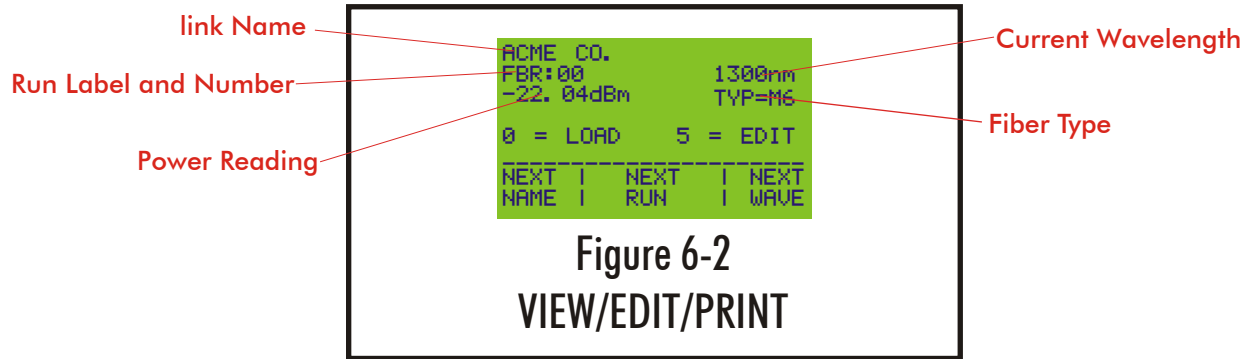 link Name
Run Label and Number
Power Reading
ACME CO.
FBR:00 1300nm
-22. 04dBm TYP=M6
0 = LOAD 5 = EDIT
NEXT | NEXT | NEXT
NAME | RUN | WAVE
Current Wavelength
Fiber Type
Figure 6-2
VIEW/EDIT/PRINT